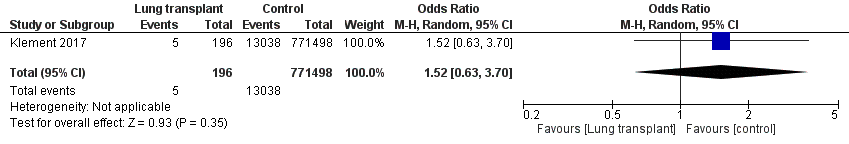 Lung transplant Control Odds Ratio Odds Ratio
Study or Subgroup Events Total Events Total Weight M-H, Random, 95% CI M-H, Random, 95% CI
Klement 2017 5 196 13038 771498 100.0% 1.52 [0.63, 3.70]
Total (95% CI) 196 771498 100.0% 1.52 [0.63, 3.70]
Total events 5 13038
Heterogeneity: Not applicable
Test for overall effect: Z = 0.93 (P = 0.35)
0.2 0.5 1 2 5
Favours [Lung transplant] Favours [control]